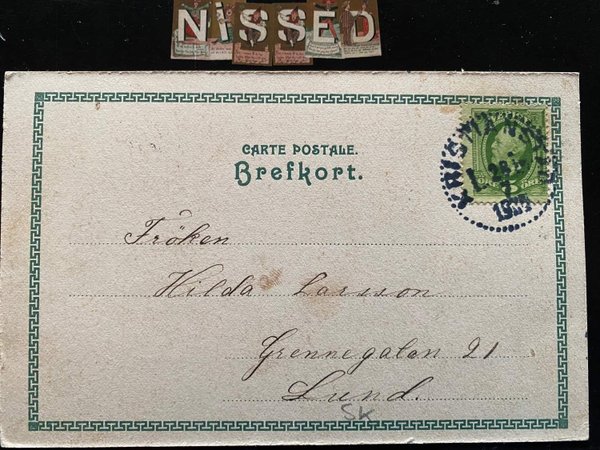 NiSSED
CARTE POSTALE.
Brefkort.
Fröken
Hilda Larsson
Grennegatan 21
Lund.
SK